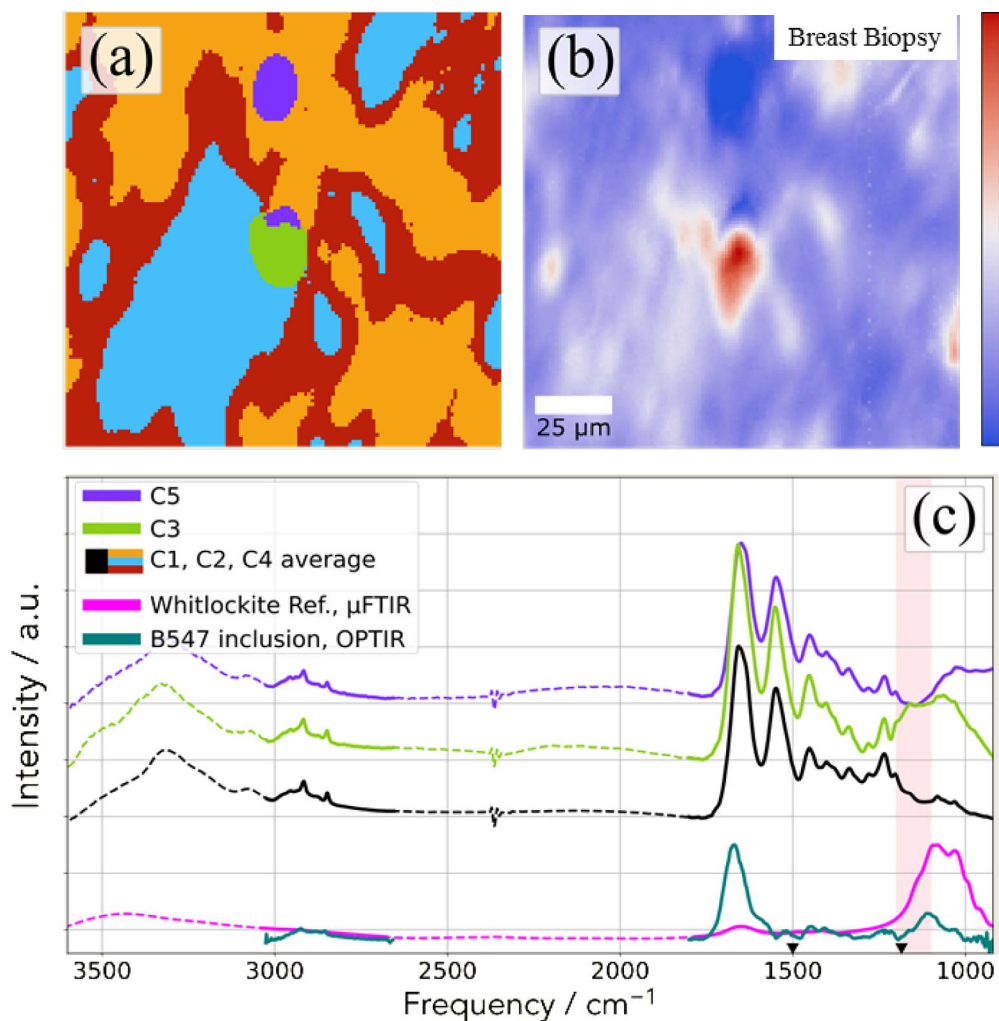 (a)
(b)
Breast Biopsy
25 µm
(c)
C5
C3
C1, C2, C4 average
Whitlockite Ref., µFTIR
B547 inclusion, OPTIR
Intensity / a.u.
3500 3000 2500 2000 1500 1000
Frequency / cm⁻¹